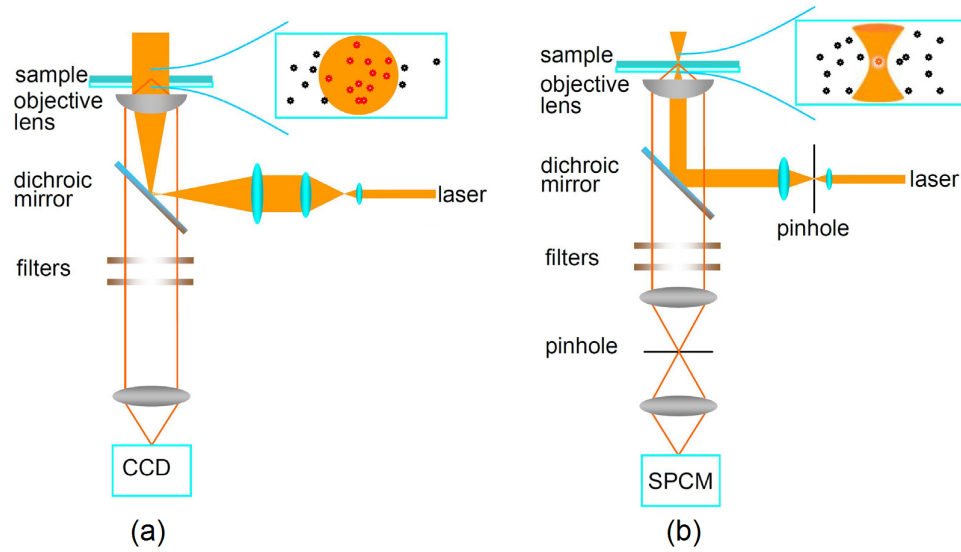 sample
objective
lens
dichroic
mirror
laser
filters
CCD
(a)
sample
objective
lens
dichroic
mirror
laser
pinhole
filters
pinhole
SPCM
(b)